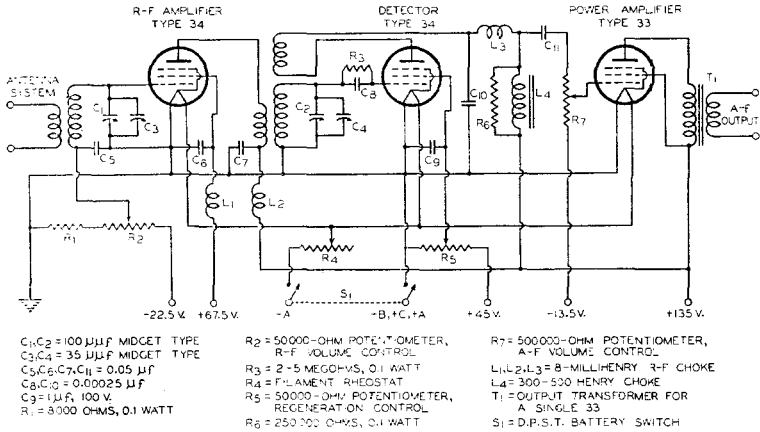 R-F AMPLIFIER
TYPE 34
DETECTOR
TYPE 34
POWER AMPLIFIER
TYPE 33
ANTENNA
SYSTEM
C1
C3
C5
C6
C7
L1
L2
R1
R2
R3
C8
C2
C4
C9
C10
L3
C11
R6
L4
R7
T1
A-F
OUTPUT
R4
R5
S1
-22.5 V.
+67.5 V.
-A
-B,+C,+A
+45 V.
-13.5 V.
+135 V.
C1,C2 = 100 μμF MIDGET TYPE
C3,C4 = 35 μμF MIDGET TYPE
C5,C6,C7,C11 = 0.05 μf
C8,C10 = 0.00025 μf
C9 = 1 μf, 100 V.
R1 = 8000 OHMS, 0.1 WATT
R2 = 50000-OHM POTENTIOMETER,
R-F VOLUME CONTROL
R3 = 2-5 MEGOHMS, 0.1 WATT
R4 = FILAMENT RHEOSTAT
R5 = 50000-OHM POTENTIOMETER,
REGENERATION CONTROL
R6 = 250000 OHMS, 0.1 WATT
R7 = 500000-OHM POTENTIOMETER,
A-F VOLUME CONTROL
L1,L2,L3 = 8-MILLIHENRY R-F CHOKE
L4 = 300-500 HENRY CHOKE
T1 = OUTPUT TRANSFORMER FOR
A SINGLE 33
S1 = D.P.S.T. BATTERY SWITCH